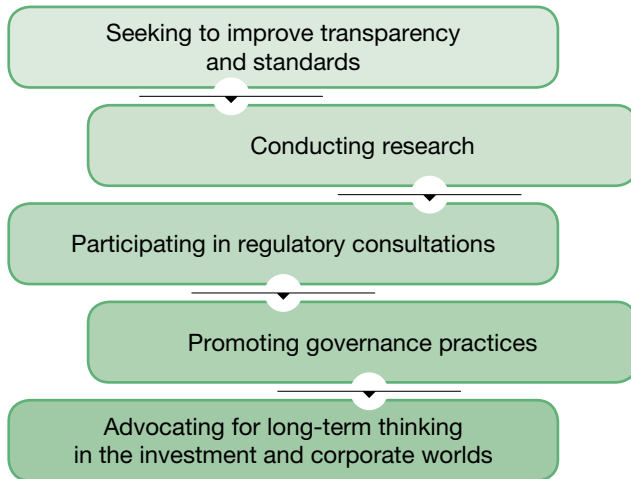 Seeking to improve transparency
and standards
Conducting research
Participating in regulatory consultations
Promoting governance practices
Advocating for long-term thinking
in the investment and corporate worlds